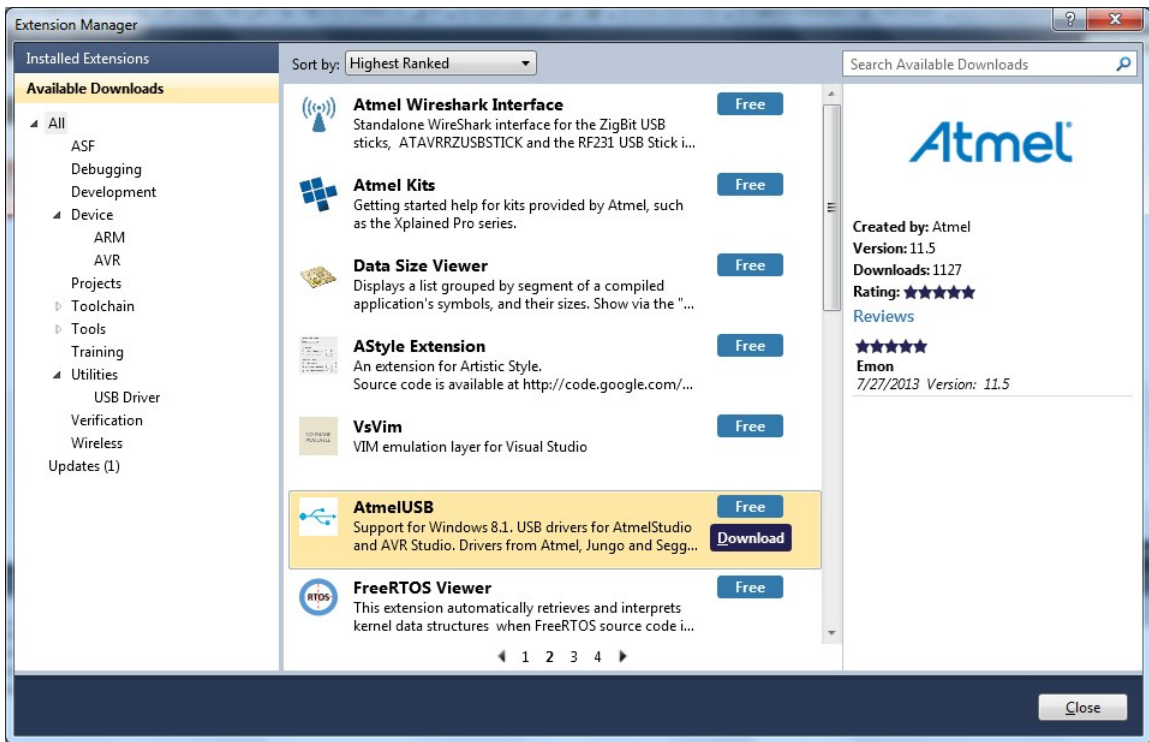 Extension Manager
Installed Extensions
Available Downloads
All
ASF
Debugging
Development
Device
ARM
AVR
Projects
Toolchain
Tools
Training
Utilities
USB Driver
Verification
Wireless
Updates (1)
Sort by: Highest Ranked
Atmel Wireshark Interface
Free
Standalone WireShark interface for the ZigBit USB
sticks, ATAVRRZUSBSTICK and the RF231 USB Stick i...
Atmel Kits
Free
Getting started help for kits provided by Atmel, such
as the Xplained Pro series.
Data Size Viewer
Free
Displays a list grouped by segment of a compiled
application's symbols, and their sizes. Show via the "...
AStyle Extension
Free
An extension for Artistic Style.
Source code is available at http://code.google.com/...
NO IMAGE
AVAILABLE
VsVim
Free
VIM emulation layer for Visual Studio
AtmelUSB
Free
Support for Windows 8.1. USB drivers for AtmelStudio
and AVR Studio. Drivers from Atmel, Jungo and Segg...
Download
RTOS
FreeRTOS Viewer
Free
This extension automatically retrieves and interprets
kernel data structures when FreeRTOS source code i...
1 2 3 4
Search Available Downloads
Atmel
Created by: Atmel
Version: 11.5
Downloads: 1127
Rating:
Reviews
Emon
7/27/2013 Version: 11.5
Close